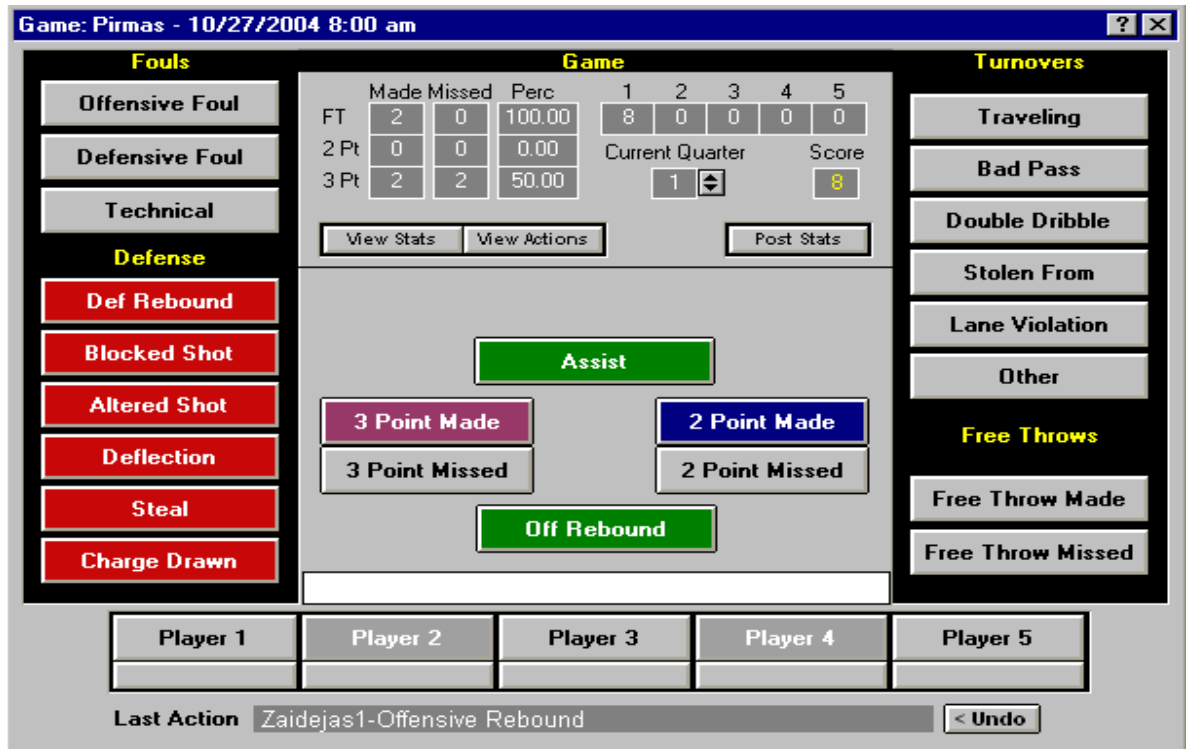 Game: Pirmas - 10/27/2004 8:00 am ? ×
Fouls
Offensive Foul
Defensive Foul
Technical
Defense
Def Rebound
Blocked Shot
Altered Shot
Deflection
Steal
Charge Drawn
Game
Made Missed Perc 1 2 3 4 5
FT 2 0 100.00 8 0 0 0 0
2 Pt 0 0 0.00 Current Quarter Score
3 Pt 2 2 50.00 1 8
View Stats View Actions Post Stats
Assist
3 Point Made 2 Point Made
3 Point Missed 2 Point Missed
Off Rebound
Turnovers
Traveling
Bad Pass
Double Dribble
Stolen From
Lane Violation
Other
Free Throws
Free Throw Made
Free Throw Missed
Player 1 Player 2 Player 3 Player 4 Player 5
Last Action Zaidejas1-Offensive Rebound < Undo